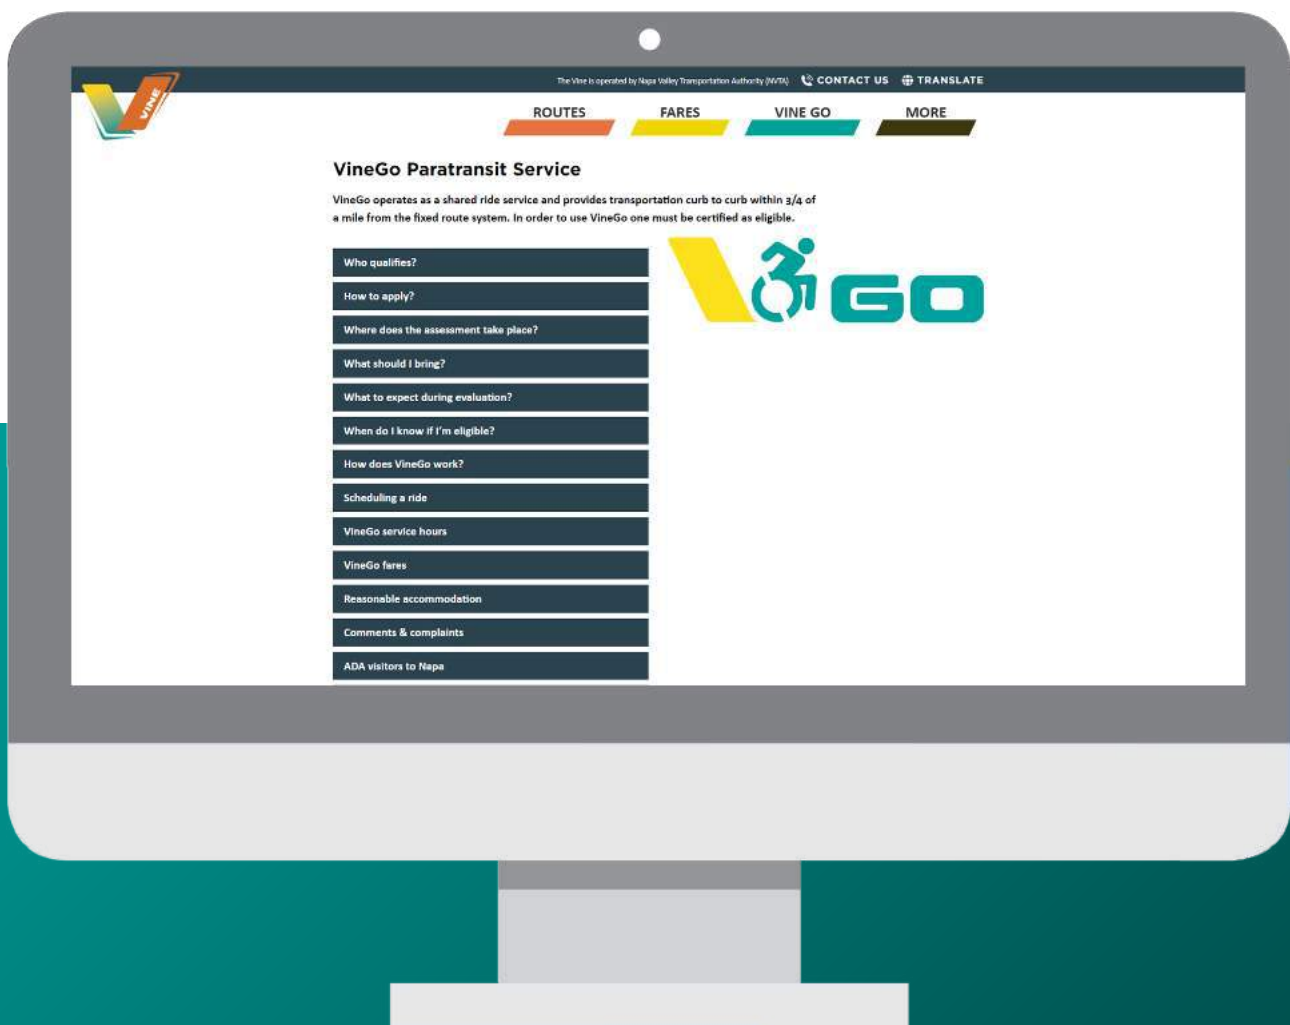 The Vine is operated by Napa Valley Transportation Authority (NVTA) CONTACT US TRANSLATE
VINE
ROUTES FARES VINE GO MORE
VineGo Paratransit Service
VineGo operates as a shared ride service and provides transportation curb to curb within 3/4 of
a mile from the fixed route system. In order to use VineGo one must be certified as eligible.
Who qualifies?
V GO
How to apply?
Where does the assessment take place?
What should I bring?
What to expect during evaluation?
When do I know if I'm eligible?
How does VineGo work?
Scheduling a ride
VineGo service hours
VineGo fares
Reasonable accommodation
Comments & complaints
ADA visitors to Napa